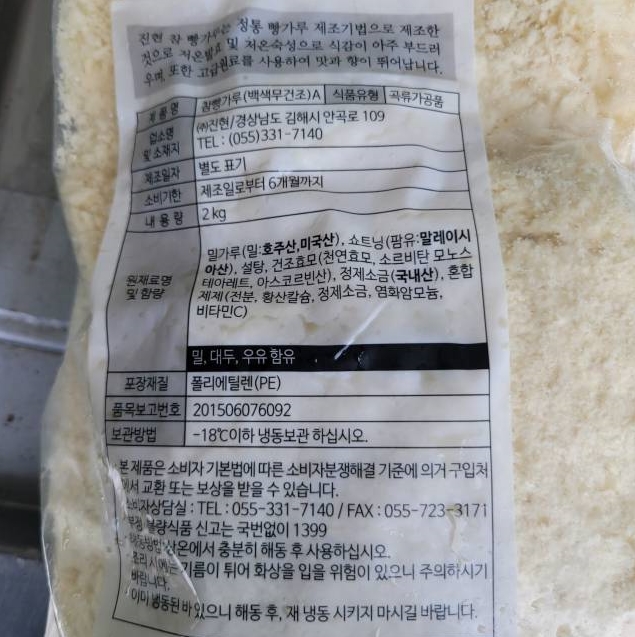 진현 참 빵가루는 정통 빵가루 제조기법으로 제조한
것으로 저온발효 및 저온숙성으로 식감이 아주 부드러
우며 또한 고급원료를 사용하여 맛과 향이 뛰어납니다.
제 품 명 참빵가루(백색무건조)A 식품유형 곡류가공품
업소명 및 소재지 ㈜진현/경상남도 김해시 안곡로 109
TEL : (055)331-7140
제조일자 별도 표기
소비기한 제조일로부터 6개월까지
내 용 량 2kg
원재료명 및 함량
밀가루(밀:호주산,미국산), 쇼트닝(팜유:말레이시
아산), 설탕, 건조효모(천연효모, 소르비탄 모노스
테아레트, 아스코르빈산), 정제소금(국내산), 혼합
제제(전분, 황산칼슘, 정제소금, 염화암모늄,
비타민C)
밀, 대두, 우유 함유
포장재질 폴리에틸렌(PE)
품목보고번호 201506076092
보관방법 -18℃이하 냉동보관 하십시오.
본 제품은 소비자 기본법에 따른 소비자분쟁해결 기준에 의거 구입처
에서 교환 또는 보상을 받을 수 있습니다.
소비자상담실 : TEL : 055-331-7140 / FAX : 055-723-3171
부정 불량식품 신고는 국번없이 1399
해동방법:상온에서 충분히 해동 후 사용하십시오.
조리 시에는 기름이 튀어 화상을 입을 위험이 있으니 주의하시기
바랍니다.
이미 냉동된 바 있으니 해동 후, 재 냉동 시키지 마시길 바랍니다.